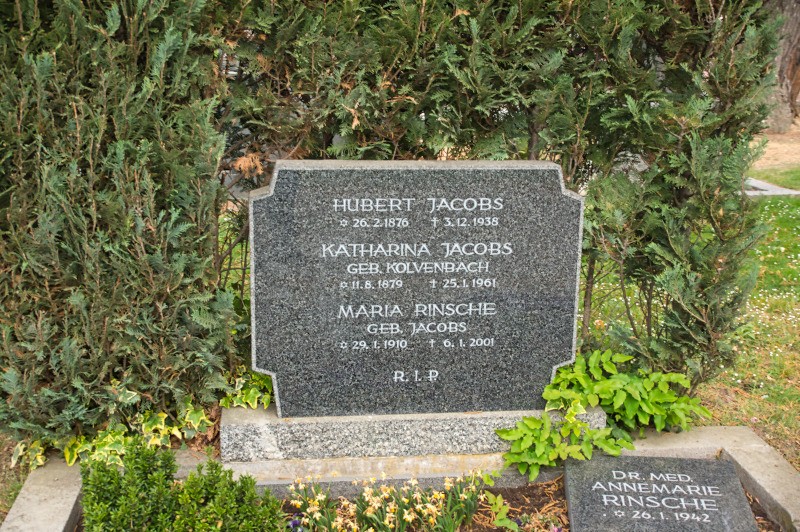 HUBERT JACOBS
✡ 26.2.1876 † 3.12.1938
KATHARINA JACOBS
GEB. KOLVENBACH
✡ 11.8.1879 † 25.1.1961
MARIA RINSCHE
GEB. JACOBS
✡ 29.1.1910 † 6.1.2001
R.I.P
DR. MED.
ANNEMARIE
RINSCHE
✡ 26.1.1942